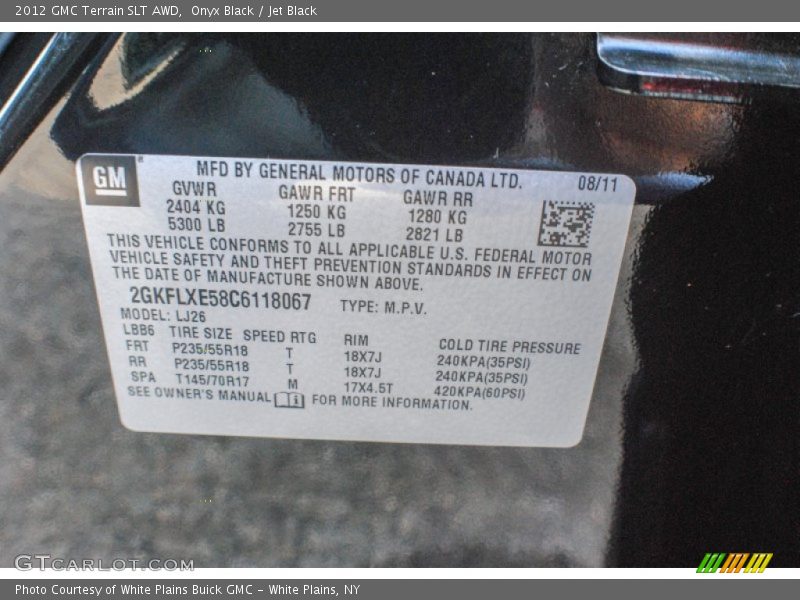 2012 GMC Terrain SLT AWD, Onyx Black / Jet Black
GM
MFD BY GENERAL MOTORS OF CANADA LTD. 08/11
GVWR GAWR FRT GAWR RR
2404 KG 1250 KG 1280 KG
5300 LB 2755 LB 2821 LB
THIS VEHICLE CONFORMS TO ALL APPLICABLE U.S. FEDERAL MOTOR
VEHICLE SAFETY AND THEFT PREVENTION STANDARDS IN EFFECT ON
THE DATE OF MANUFACTURE SHOWN ABOVE.
2GKFLXE58C6118067 TYPE: M.P.V.
MODEL: LJ26
LBB6 TIRE SIZE SPEED RTG RIM COLD TIRE PRESSURE
FRT P235/55R18 T 18X7J 240KPA(35PSI)
RR P235/55R18 T 18X7J 240KPA(35PSI)
SPA T145/70R17 M 17X4.5T 420KPA(60PSI)
SEE OWNER'S MANUAL FOR MORE INFORMATION.
GTCARLOT.COM
Photo Courtesy of White Plains Buick GMC - White Plains, NY